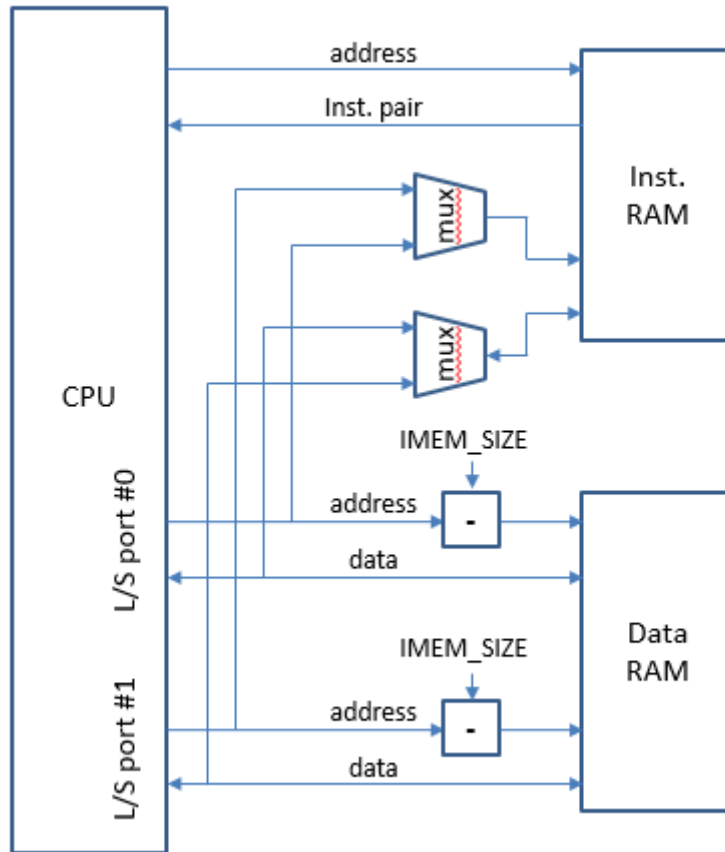 address
Inst. pair
Inst.
RAM
mux
mux
CPU
IMEM_SIZE
L/S port #0
address
-
data
IMEM_SIZE
Data
RAM
L/S port #1
address
-
data